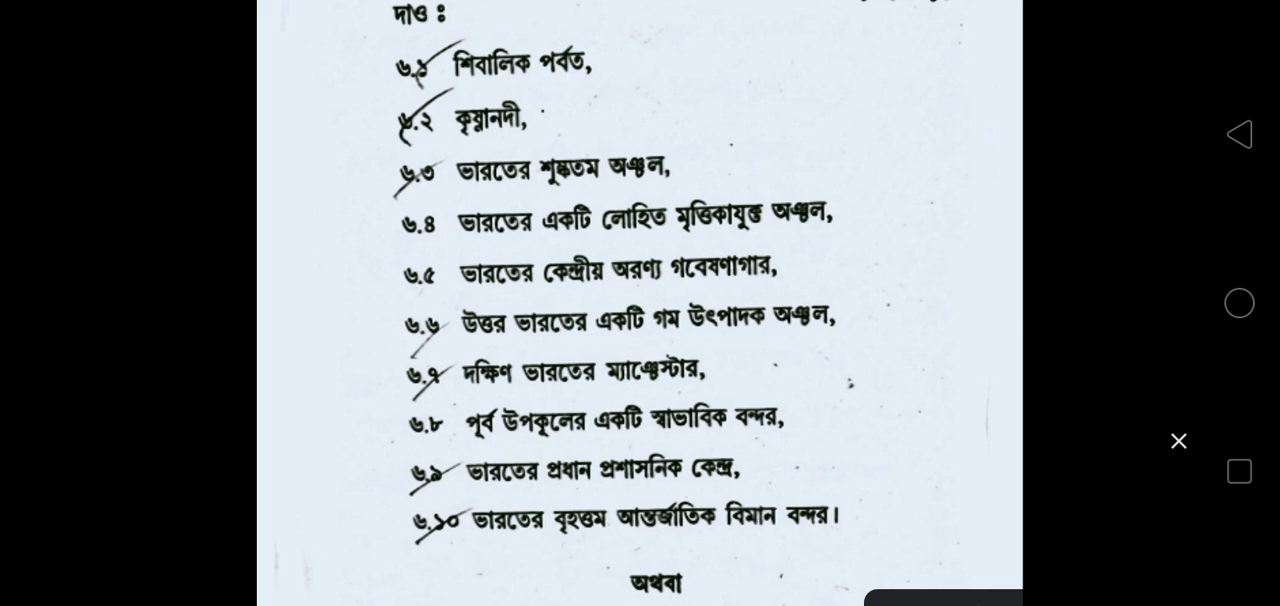 দাও ঃ
৬.১ শিবালিক পর্বত,
৬.২ কৃষ্ণানদী,
৬.৩ ভারতের শুষ্কতম অঞ্চল,
৬.৪ ভারতের একটি লোহিত মৃত্তিকাযুক্ত অঞ্চল,
৬.৫ ভারতের কেন্দ্রীয় অরণ্য গবেষণাগার,
৬.৬ উত্তর ভারতের একটি গম উৎপাদক অঞ্চল,
৬.৭ দক্ষিণ ভারতের ম্যাঞ্চেস্টার,
৬.৮ পূর্ব উপকূলের একটি স্বাভাবিক বন্দর,
৬.৯ ভারতের প্রধান প্রশাসনিক কেন্দ্র,
৬.১০ ভারতের বৃহত্তম আন্তর্জাতিক বিমান বন্দর।
অথবা